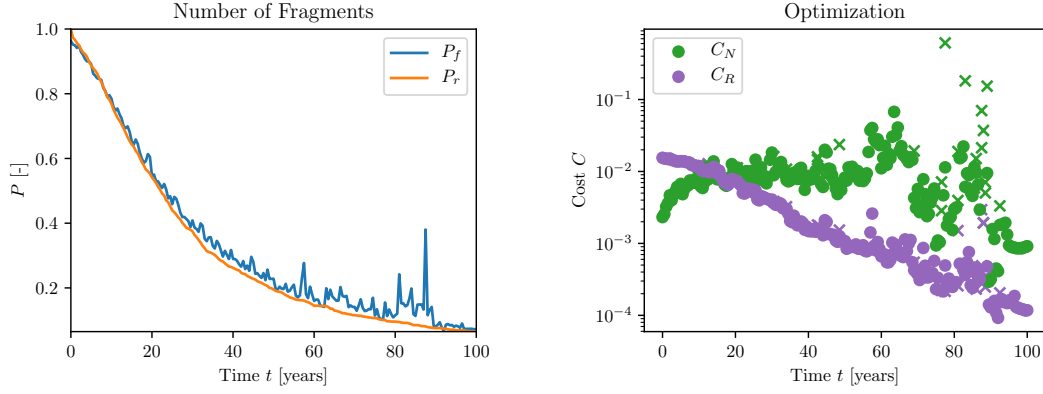 Number of Fragments
1.0
0.8
0.6
0.4
0.2
P [-]
P_f
P_r
0
20
40
60
80
100
Time t [years]
Optimization
10^{-1}
10^{-2}
10^{-3}
10^{-4}
Cost C
C_N
C_R
0
20
40
60
80
100
Time t [years]